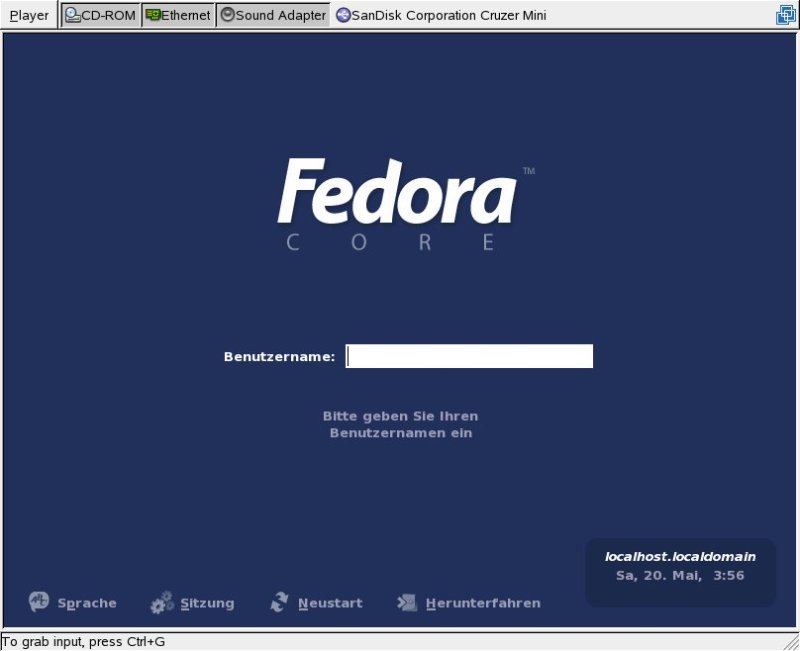 Player CD-ROM Ethernet Sound Adapter SanDisk Corporation Cruzer Mini
Fedora™
CORE
Benutzername:
Bitte geben Sie Ihren
Benutzernamen ein
localhost.localdomain
Sa, 20. Mai, 3:56
Sprache Sitzung Neustart Herunterfahren
To grab input, press Ctrl+G